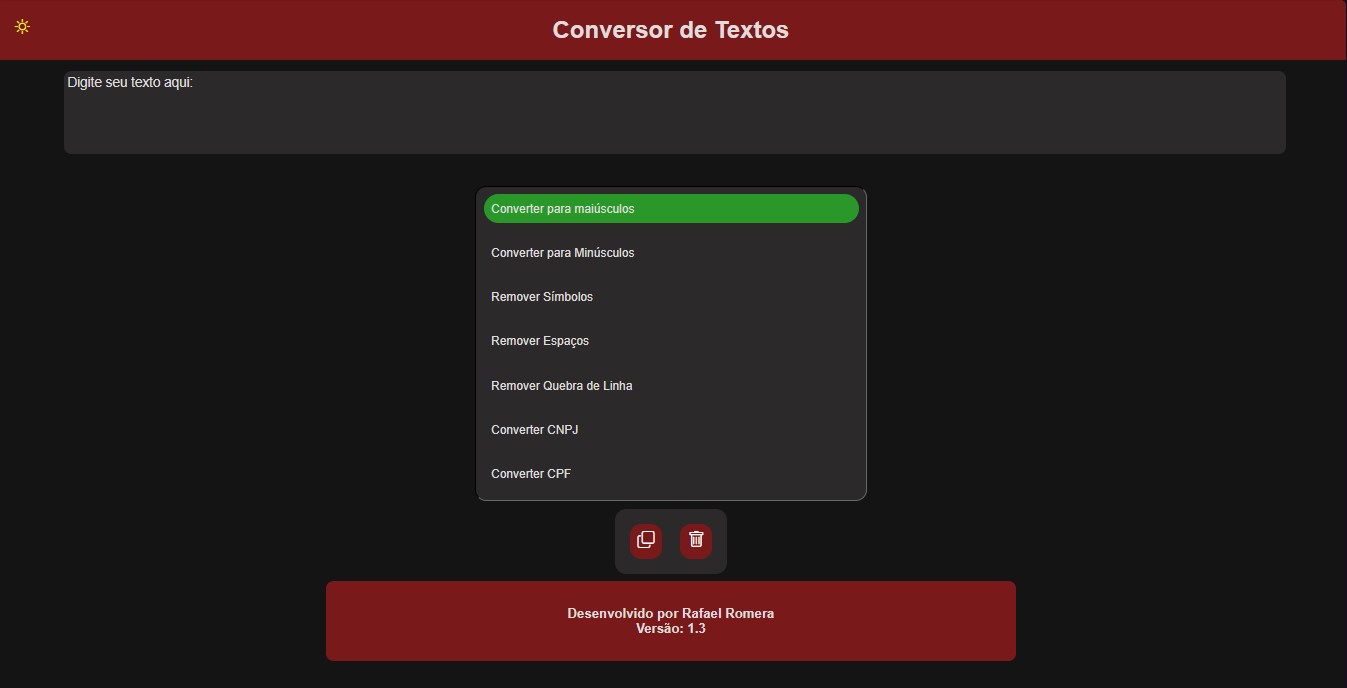 Conversor de Textos
Digite seu texto aqui:
Converter para maiúsculos
Converter para Minúsculos
Remover Símbolos
Remover Espaços
Remover Quebra de Linha
Converter CNPJ
Converter CPF
Desenvolvido por Rafael Romera
Versão: 1.3